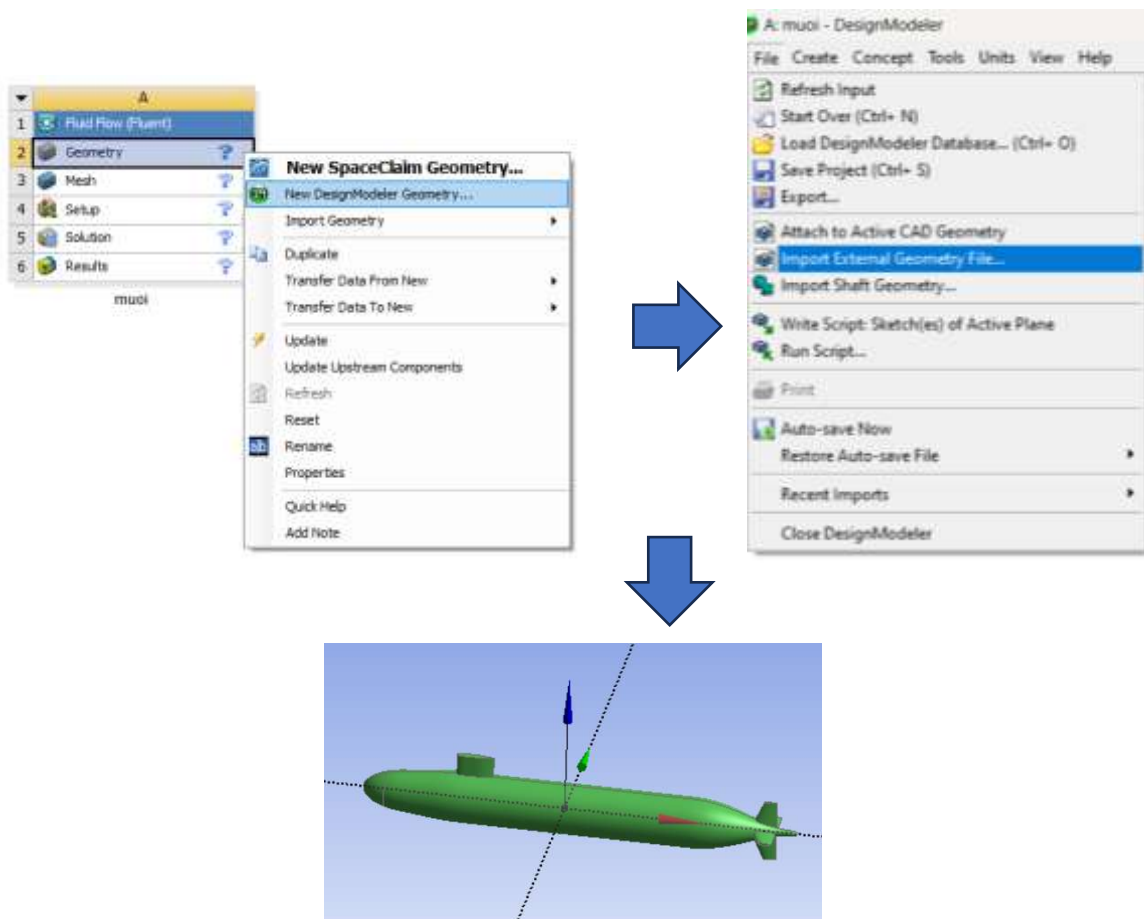 A
1 Fluid Flow (Fluent)
2 Geometry ?
3 Mesh ?
4 Setup ?
5 Solution ?
6 Results ?
muoi
New SpaceClaim Geometry...
New DesignModeler Geometry...
Import Geometry
Duplicate
Transfer Data From New
Transfer Data To New
Update
Update Upstream Components
Refresh
Reset
Rename
Properties
Quick Help
Add Note
A: muoi - DesignModeler
File Create Concept Tools Units View Help
Refresh Input
Start Over (Ctrl+ N)
Load DesignModeler Database... (Ctrl+ O)
Save Project (Ctrl+ S)
Export...
Attach to Active CAD Geometry
Import External Geometry File...
Import Shaft Geometry...
Write Script: Sketch(es) of Active Plane
Run Script...
Print
Auto-save Now
Restore Auto-save File
Recent Imports
Close DesignModeler